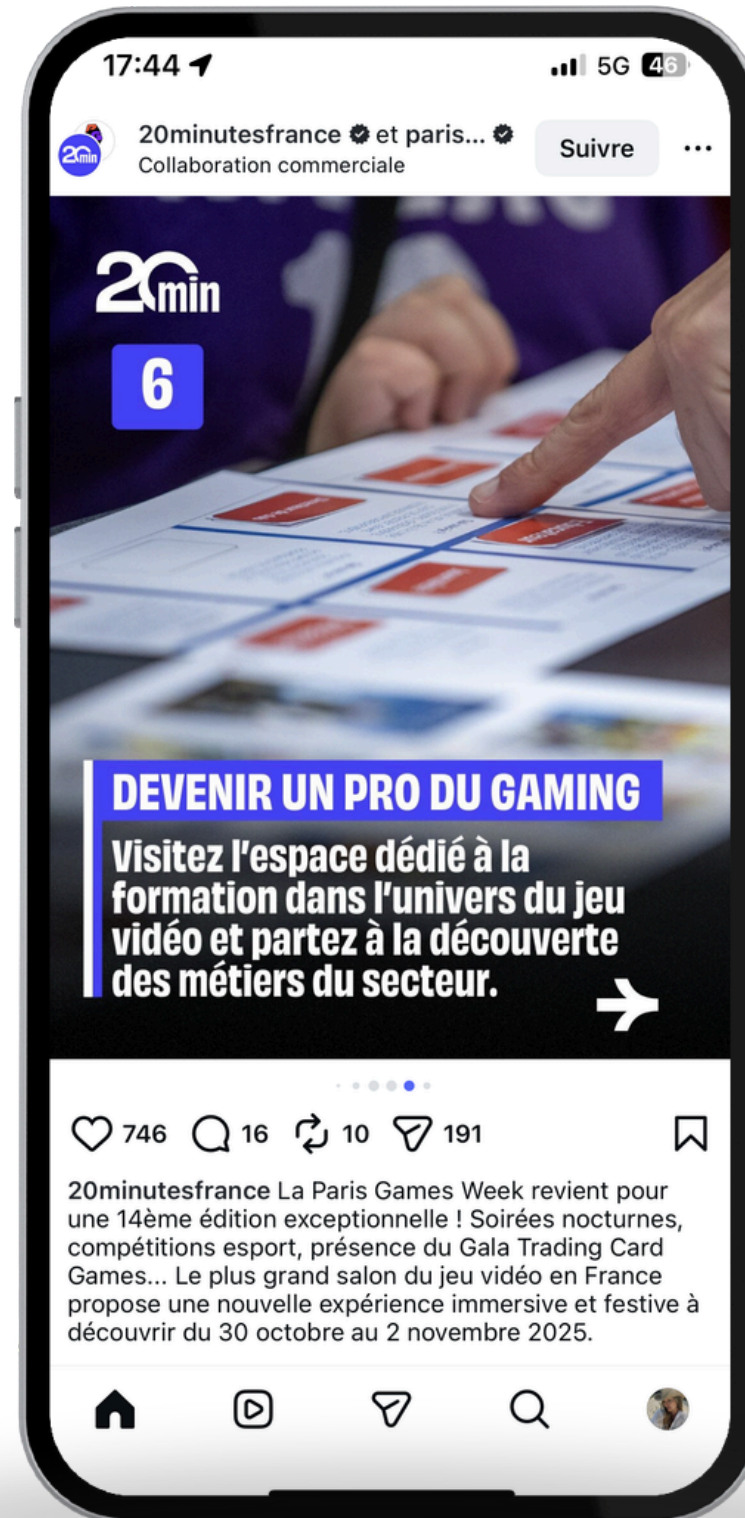 17:44
5G 46
20min
20minutesfrance et paris...
Collaboration commerciale
Suivre
20min
6
DEVENIR UN PRO DU GAMING
Visitez l'espace dédié à la
formation dans l'univers du jeu
vidéo et partez à la découverte
des métiers du secteur.
746 16 10 191
20minutesfrance La Paris Games Week revient pour
une 14ème édition exceptionnelle ! Soirées nocturnes,
compétitions esport, présence du Gala Trading Card
Games... Le plus grand salon du jeu vidéo en France
propose une nouvelle expérience immersive et festive à
découvrir du 30 octobre au 2 novembre 2025.